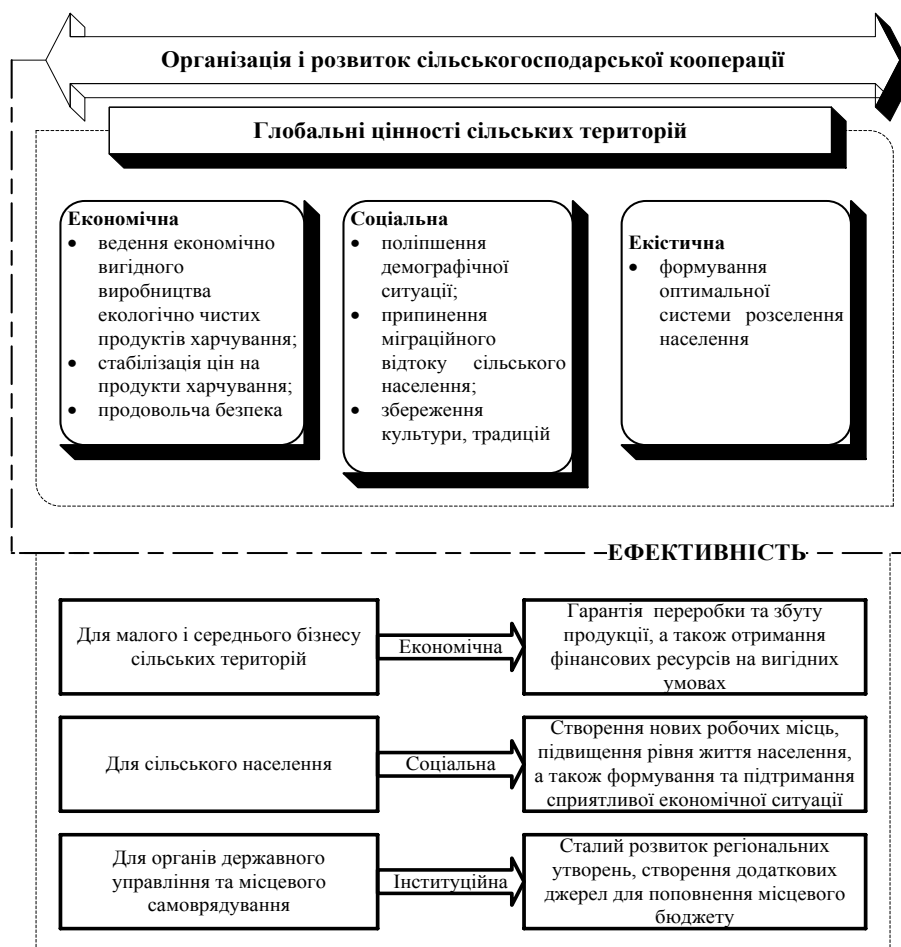 Організація і розвиток сільськогосподарської кооперації
Глобальні цінності сільських територій
Економічна
• ведення економічно
вигідного
виробництва
екологічно чистих
продуктів харчування;
• стабілізація цін на
продукти харчування;
• продовольча безпека
Соціальна
• поліпшення
демографічної
ситуації;
• припинення
міграційного
відтоку сільського
населення;
• збереження
культури, традицій
Екістична
• формування
оптимальної
системи розселення
населення
ЕФЕКТИВНІСТЬ
Для малого і середнього бізнесу
сільських територій
Економічна
Гарантія переробки та збуту
продукції, а також отримання
фінансових ресурсів на вигідних
умовах
Для сільського населення
Соціальна
Створення нових робочих місць,
підвищення рівня життя населення,
а також формування та підтримання
сприятливої економічної ситуації
Для органів державного
управління та місцевого
самоврядування
Інституційна
Сталий розвиток регіональних
утворень, створення додаткових
джерел для поповнення місцевого
бюджету